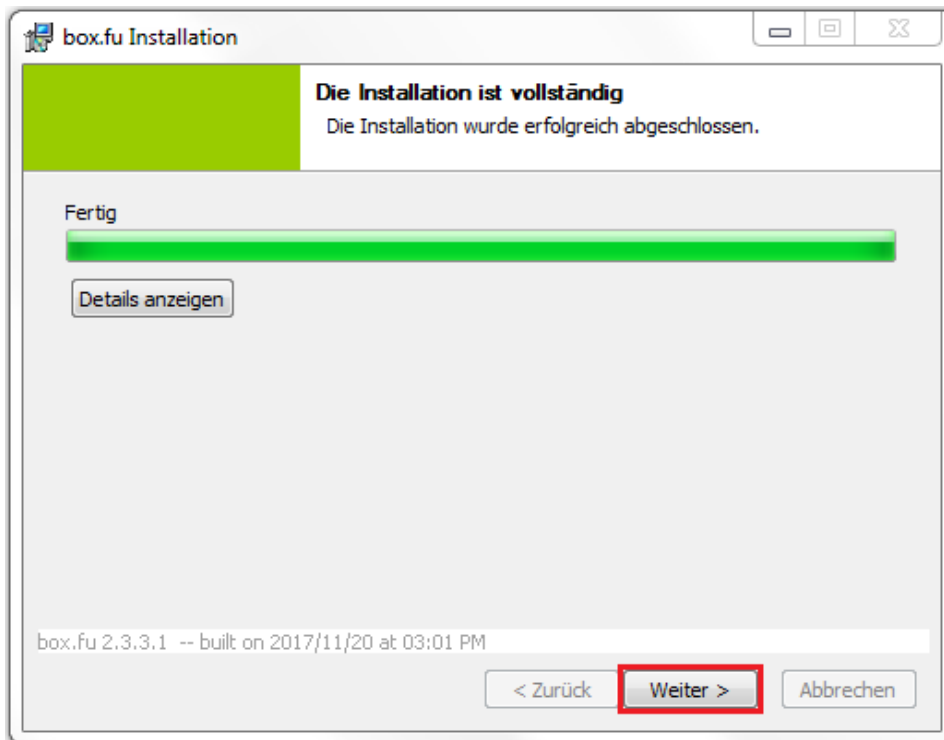 box.fu Installation
Die Installation ist vollständig
Die Installation wurde erfolgreich abgeschlossen.
Fertig
Details anzeigen
box.fu 2.3.3.1 -- built on 2017/11/20 at 03:01 PM
< Zurück Weiter > Abbrechen